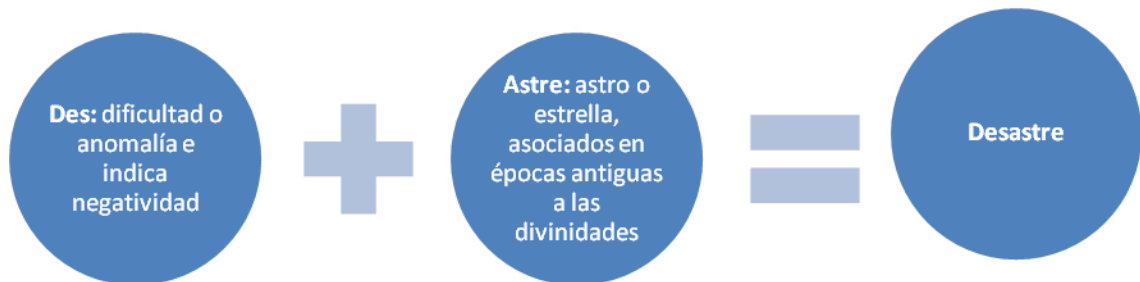 Des: dificultad o
anomalía e
indica
negatividad
Astre: astro o
estrella,
asociados en
épocas antiguas
a las
divinidades
Desastre